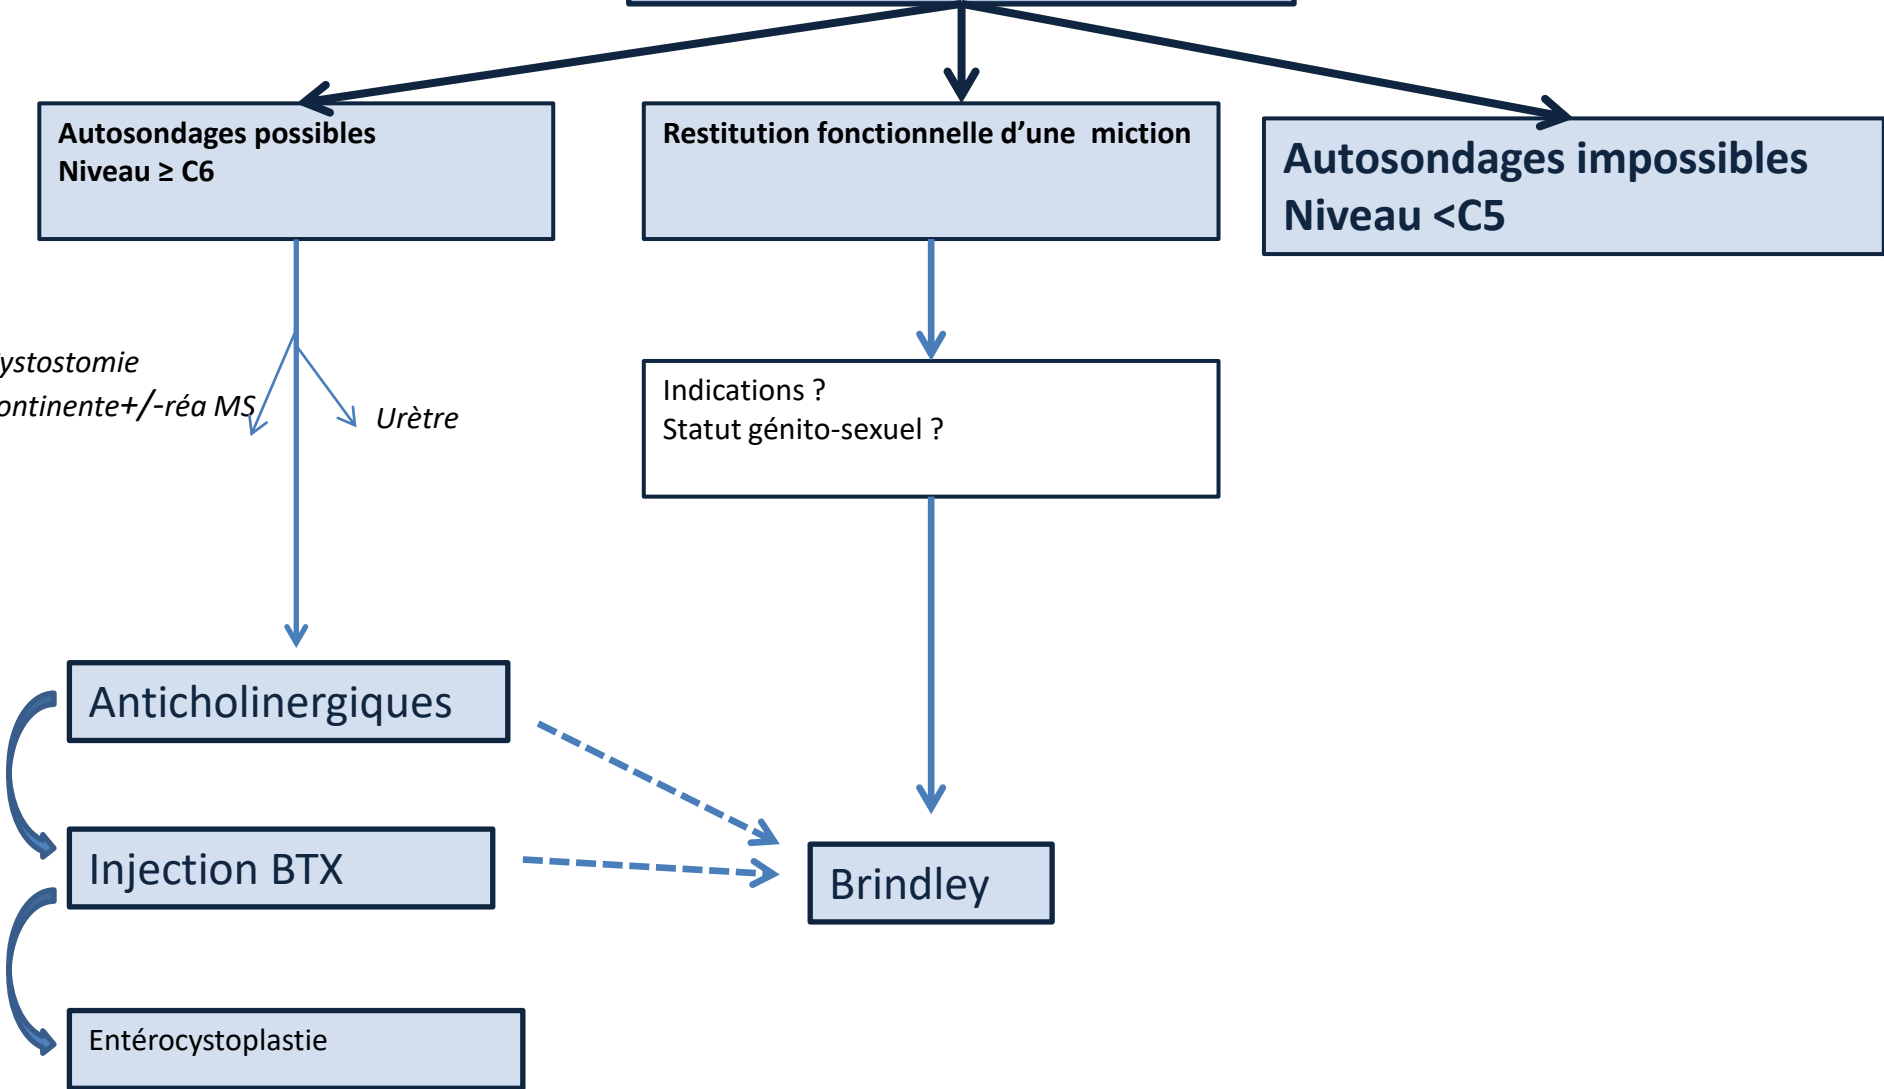 Autosondages possibles
Niveau ≥ C6
Restitution fonctionnelle d’une miction
Autosondages impossibles
Niveau <C5
ystostomie
ontinente+/-réa MS
Urètre
Indications ?
Statut génito-sexuel ?
Anticholinergiques
Injection BTX
Brindley
Entérocystoplastie